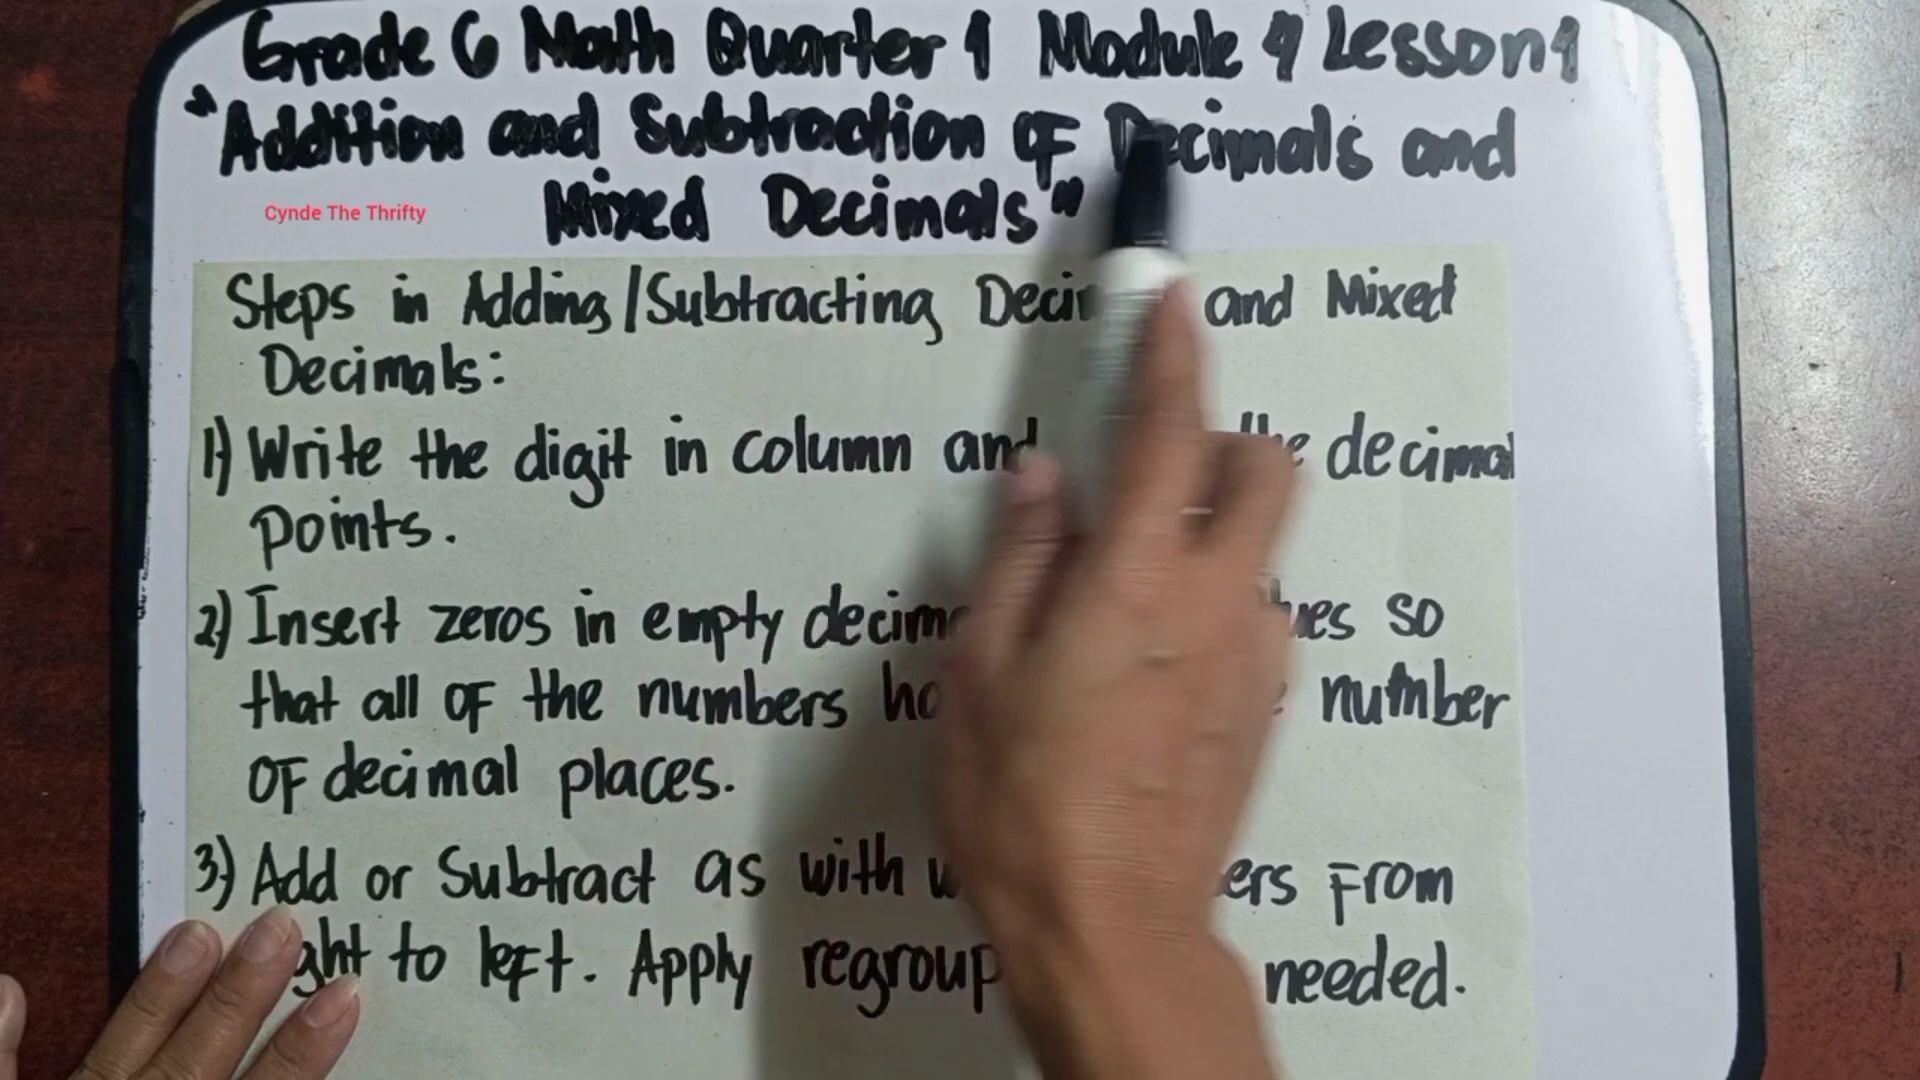 Grade 6 Math Quarter 1 Module 4 Lesson 1
"Addition and Subtraction of Decimals and
Mixed Decimals"
Cynde The Thrifty
Steps in Adding/Subtracting and Mixed
Decimals:
1) Write the digit in column and the decimal
points.
2) Insert zeros in empty so
that all of the numbers number
of decimal places.
3) Add or Subtract as with from
to left. Apply needed.